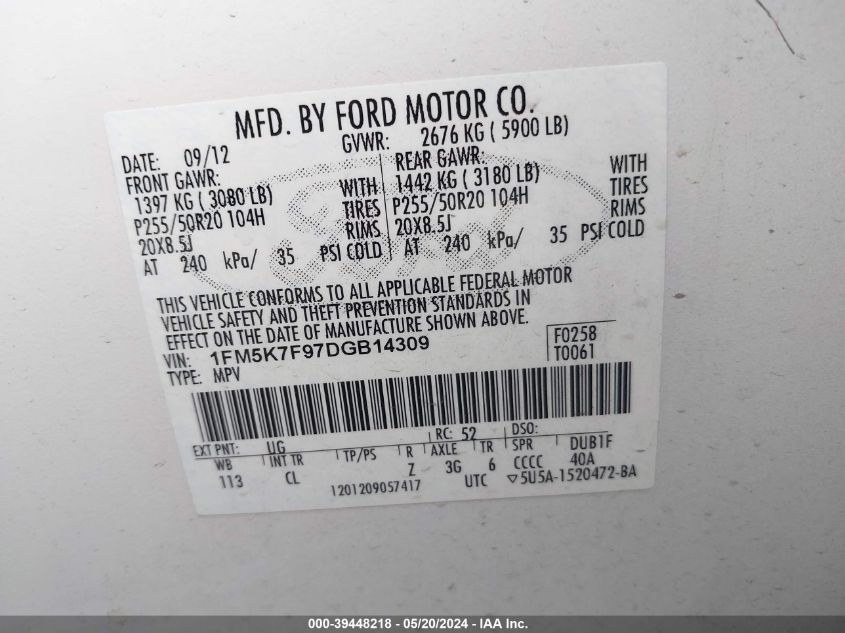 MFD. BY FORD MOTOR CO.
DATE: 09/12 GVWR: 2676 KG ( 5900 LB)
FRONT GAWR: REAR GAWR:
1397 KG ( 3080 LB) WITH 1442 KG ( 3180 LB) WITH
P255/50R20 104H TIRES P255/50R20 104H TIRES
20X8.5J RIMS 20X8.5J RIMS
AT 240 kPa/ 35 PSI COLD AT 240 kPa/ 35 PSI COLD
THIS VEHICLE CONFORMS TO ALL APPLICABLE FEDERAL MOTOR
VEHICLE SAFETY AND THEFT PREVENTION STANDARDS IN
EFFECT ON THE DATE OF MANUFACTURE SHOWN ABOVE.
VIN: 1FM5K7F97DGB14309 F0258
TYPE: MPV T0061
EXT PNT: UG RC: 52 DSO:
WB INT TR TP/PS R AXLE TR SPR DUB1F
113 CL Z 3G 6 CCCC 40A
1201209057417 UTC ▽5U5A-1520472-BA
Ford
000-39448218 - 05/20/2024 - IAA Inc.